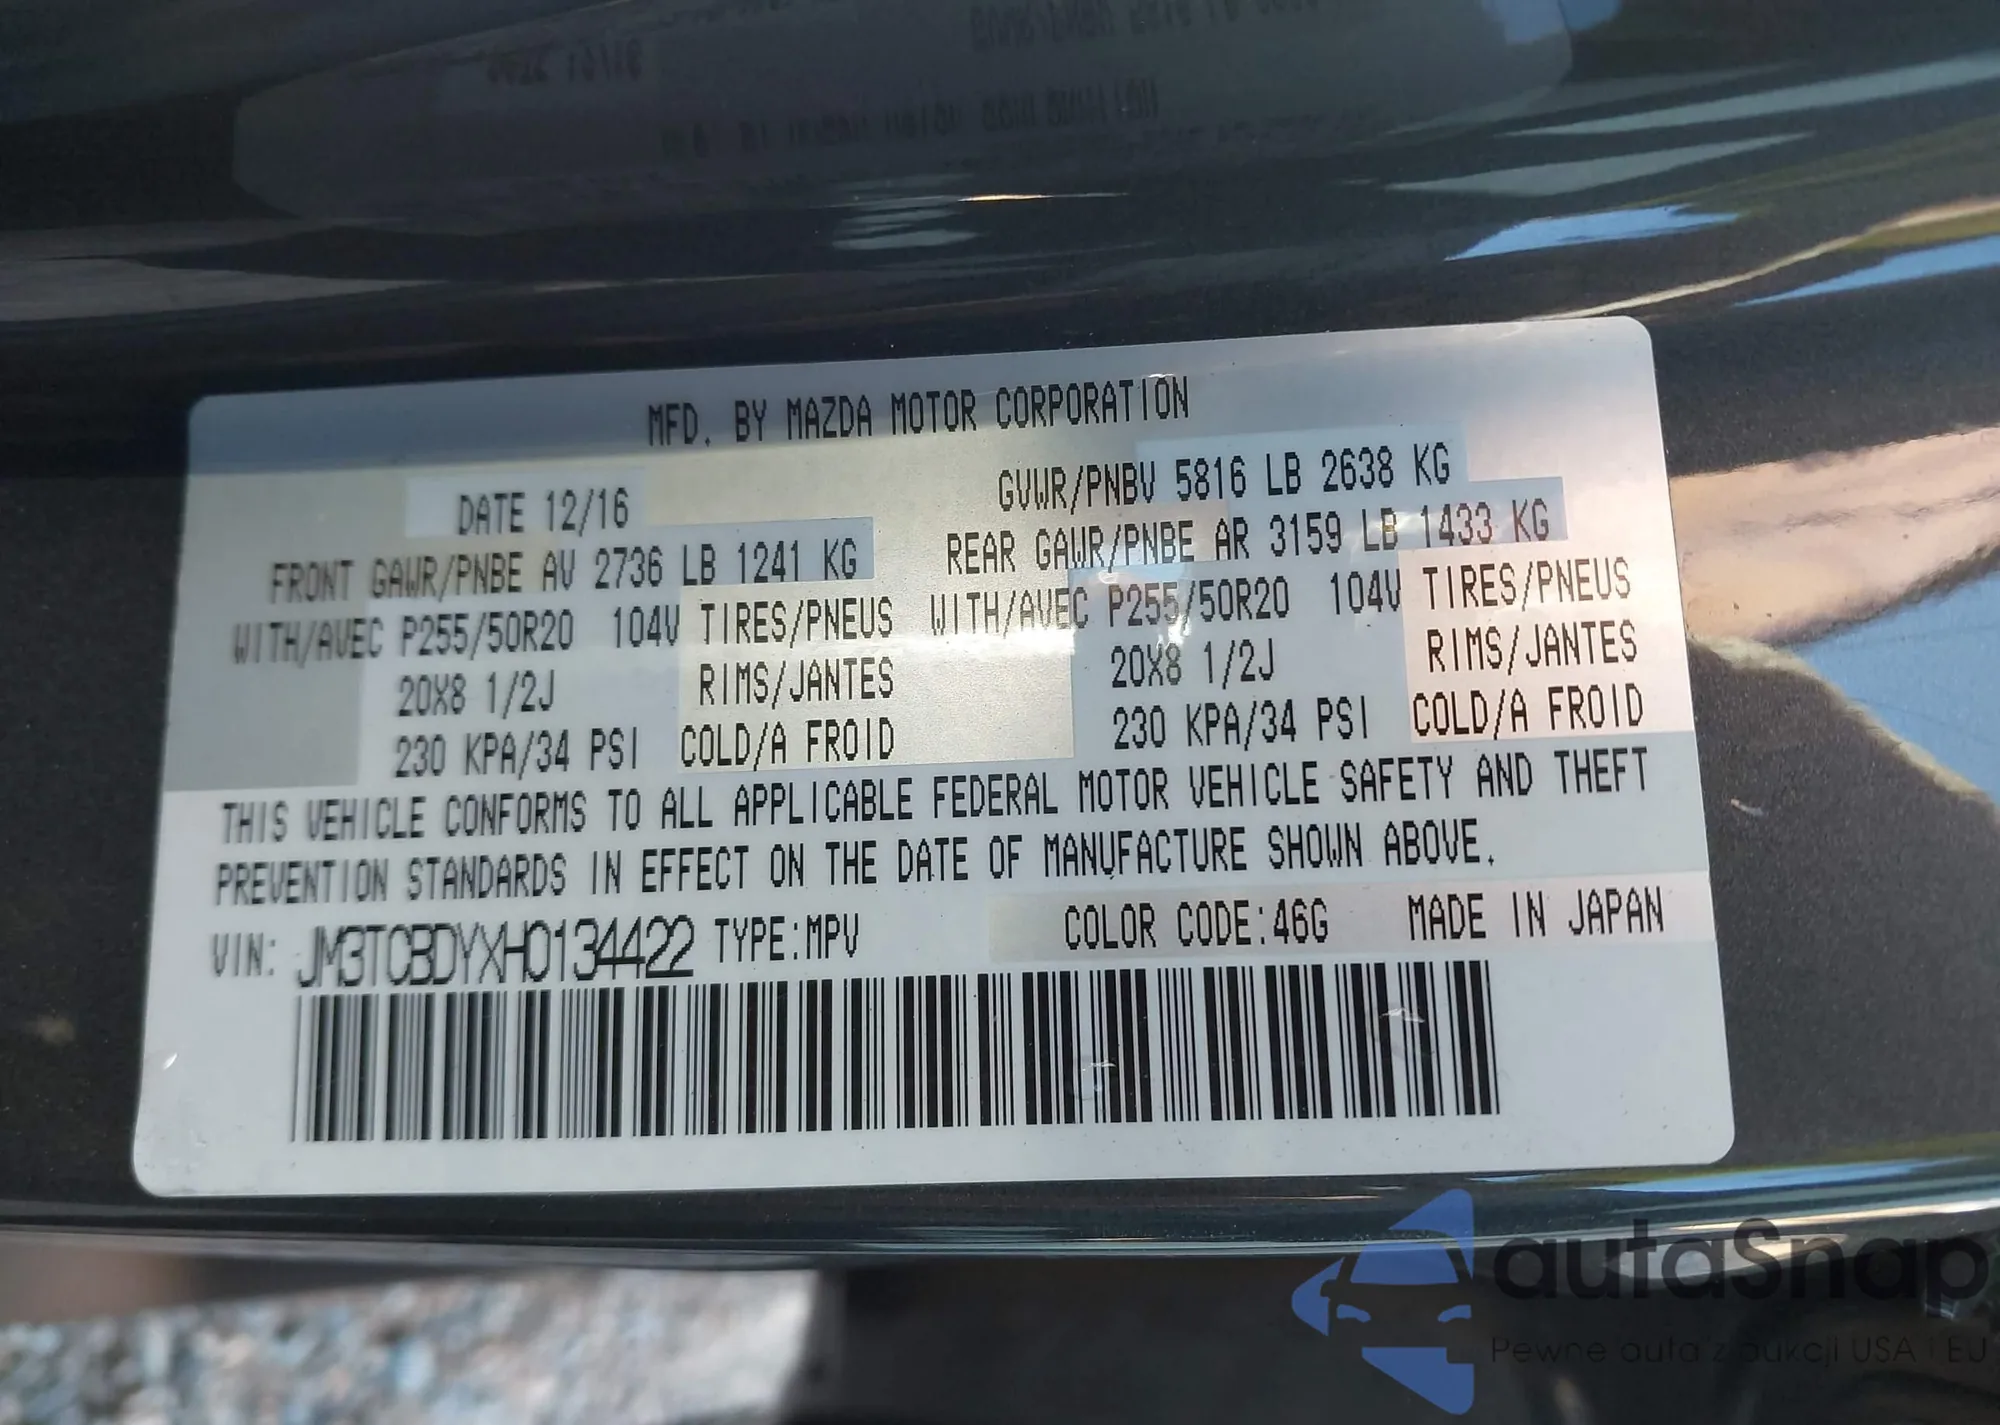 MFD. BY MAZDA MOTOR CORPORATION
DATE 12/16 GVWR/PNBV 5816 LB 2638 KG
FRONT GAWR/PNBE AV 2736 LB 1241 KG REAR GAWR/PNBE AR 3159 LB 1433 KG
WITH/AVEC P255/50R20 104V TIRES/PNEUS WITH/AVEC P255/50R20 104V TIRES/PNEUS
20X8 1/2J RIMS/JANTES 20X8 1/2J RIMS/JANTES
230 KPA/34 PSI COLD/A FROID 230 KPA/34 PSI COLD/A FROID
THIS VEHICLE CONFORMS TO ALL APPLICABLE FEDERAL MOTOR VEHICLE SAFETY AND THEFT
PREVENTION STANDARDS IN EFFECT ON THE DATE OF MANUFACTURE SHOWN ABOVE.
VIN: JM3TCBDYXH0134422 TYPE:MPV COLOR CODE:46G MADE IN JAPAN
autaSnap
Pewne auta z aukcji USA i EU